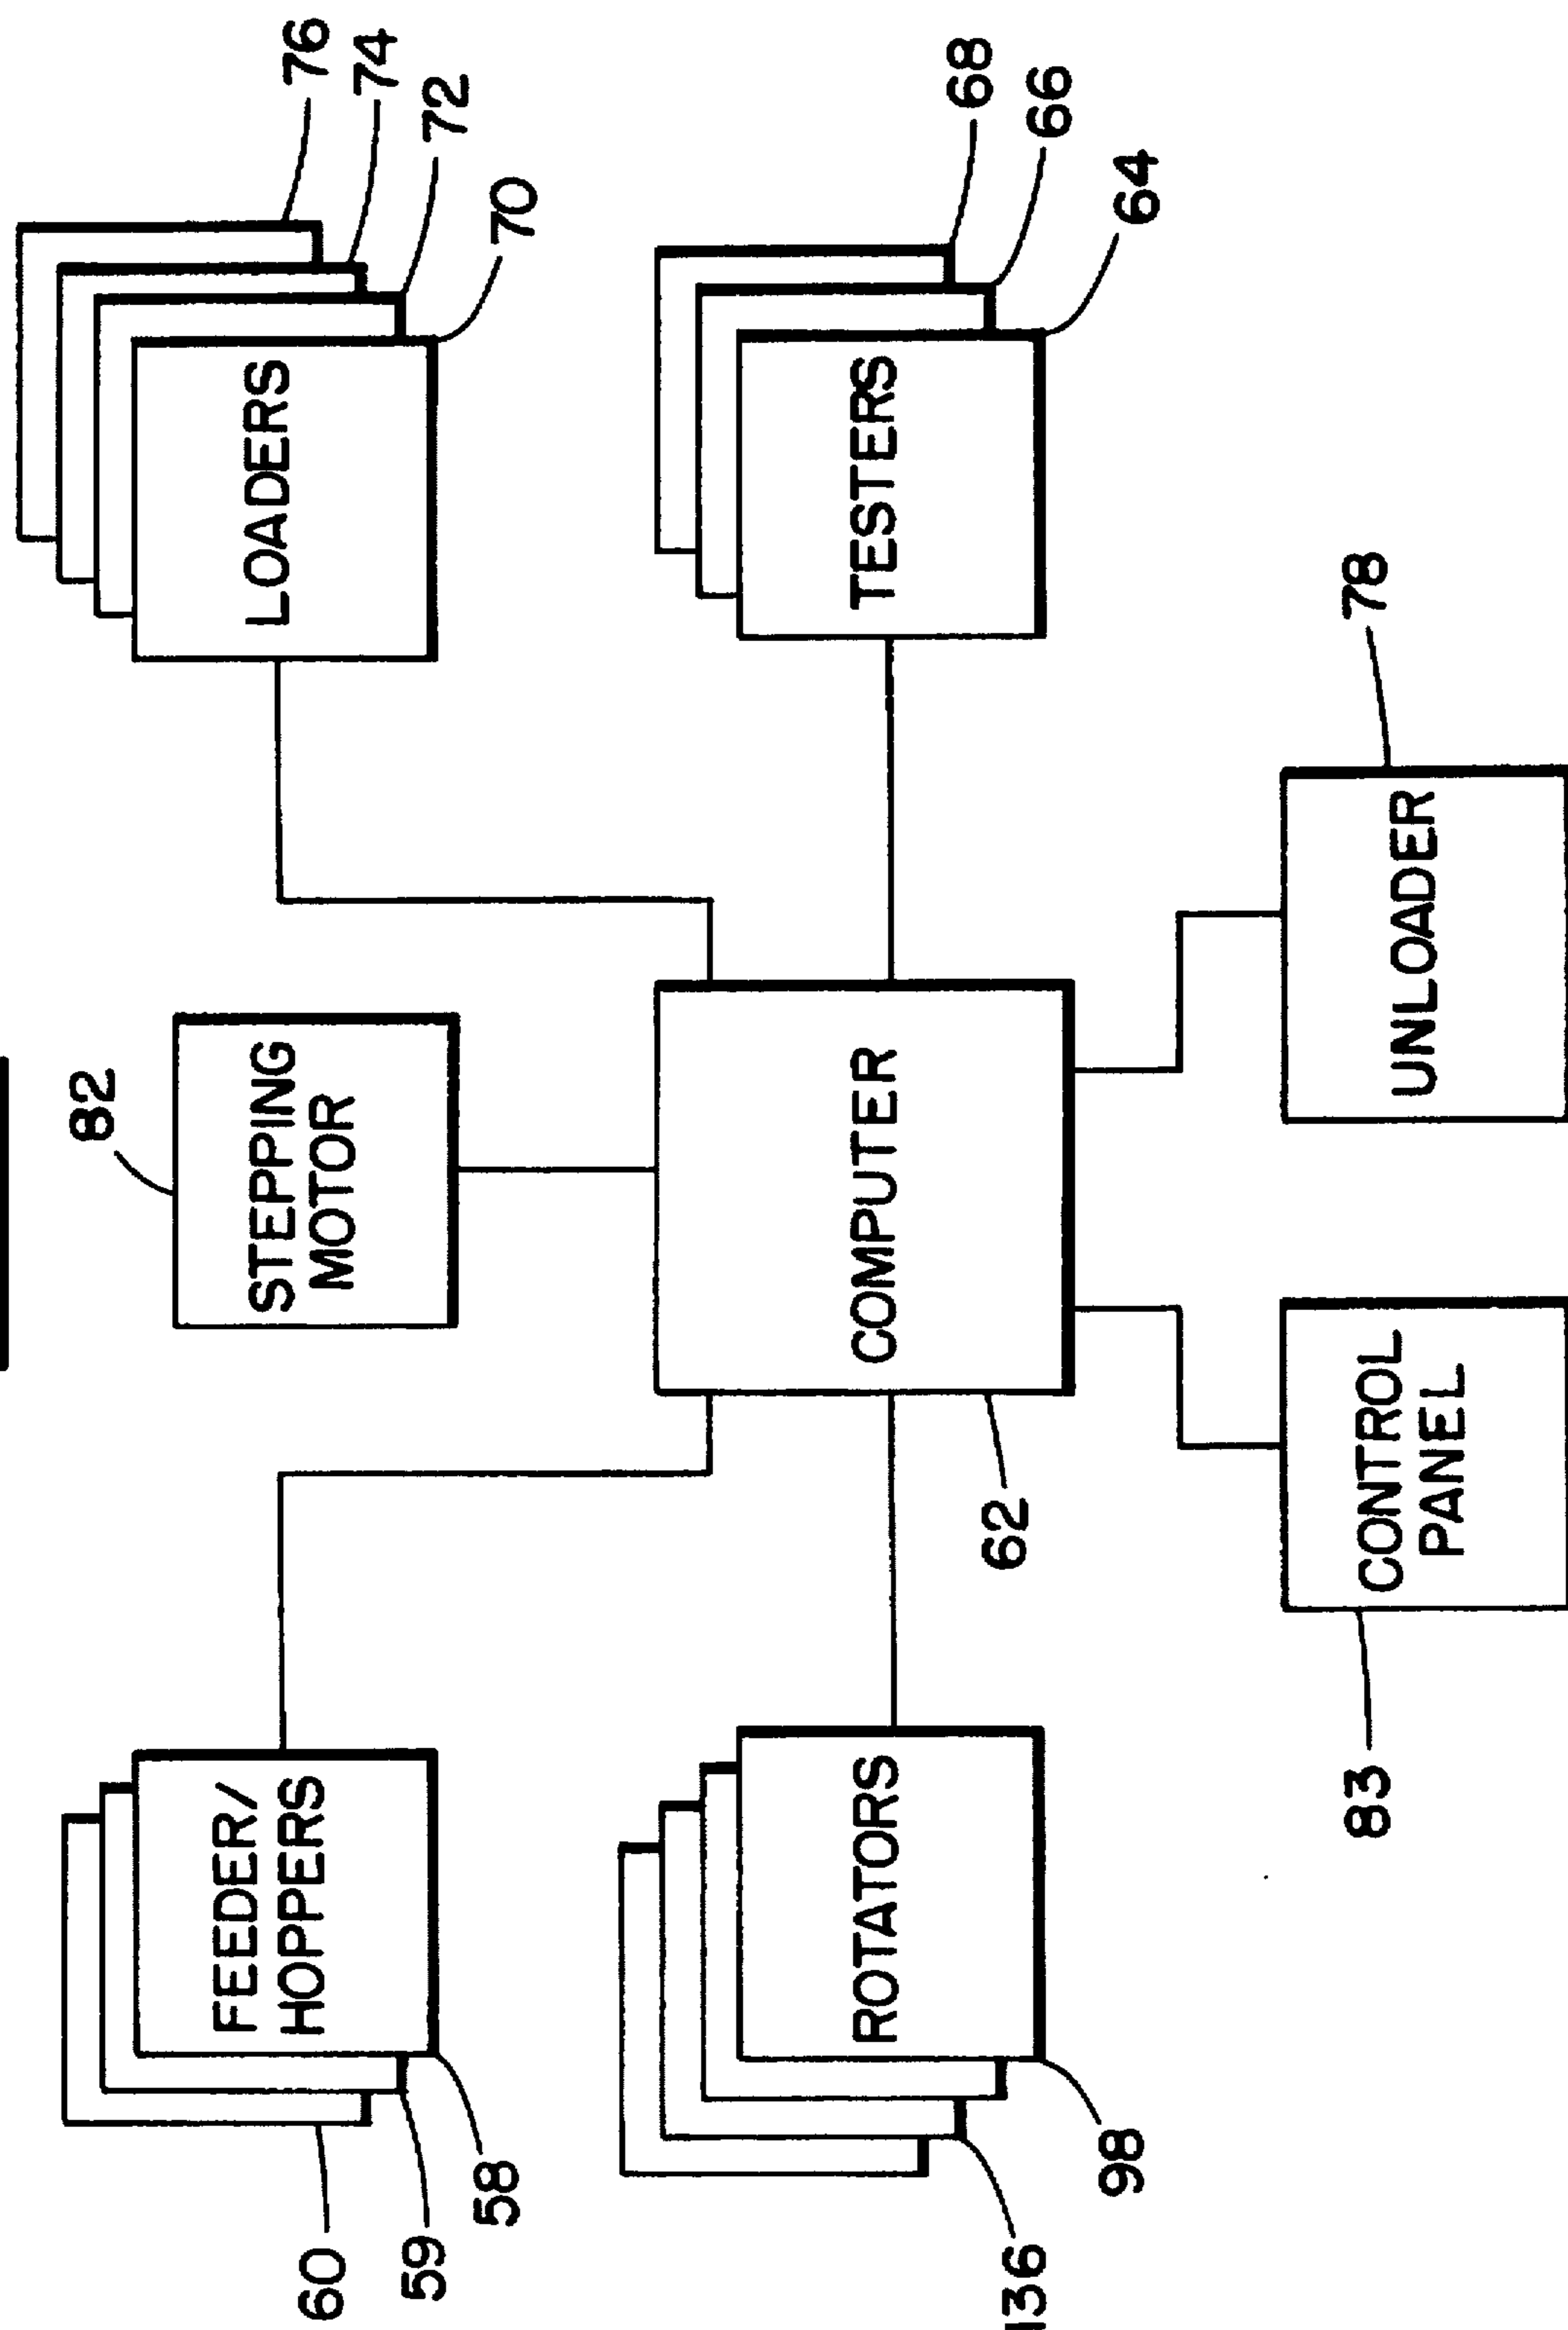 82
FEEDER/
HOPPERS
60
59
58
STEPPING
MOTOR
LOADERS
76
74
72
70
ROTATORS
136
98
COMPUTER
62
TESTERS
68
66
64
83
CONTROL
PANEL
UNLOADER
78